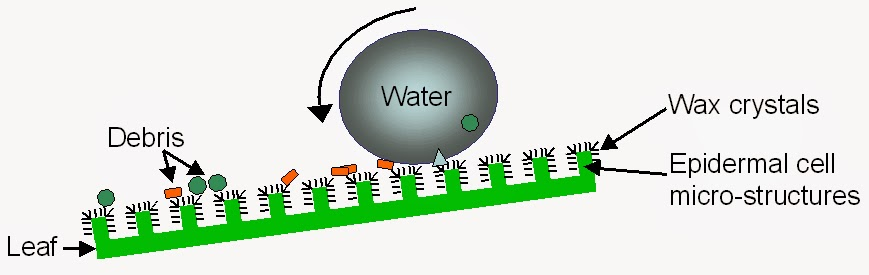 Water
Wax crystals
Debris
Epidermal cell
micro-structures
Leaf